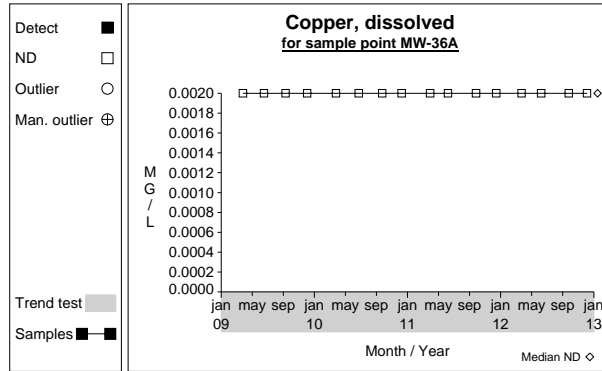 Detect
ND
Outlier
Man. outlier
Trend test
Samples
Copper, dissolved
for sample point MW-36A
M
G
/
L
0.0020
0.0018
0.0016
0.0014
0.0012
0.0010
0.0008
0.0006
0.0004
0.0002
0.0000
jan may sep jan may sep jan may sep jan may sep jan
09 10 11 12 13
Month / Year
Median ND